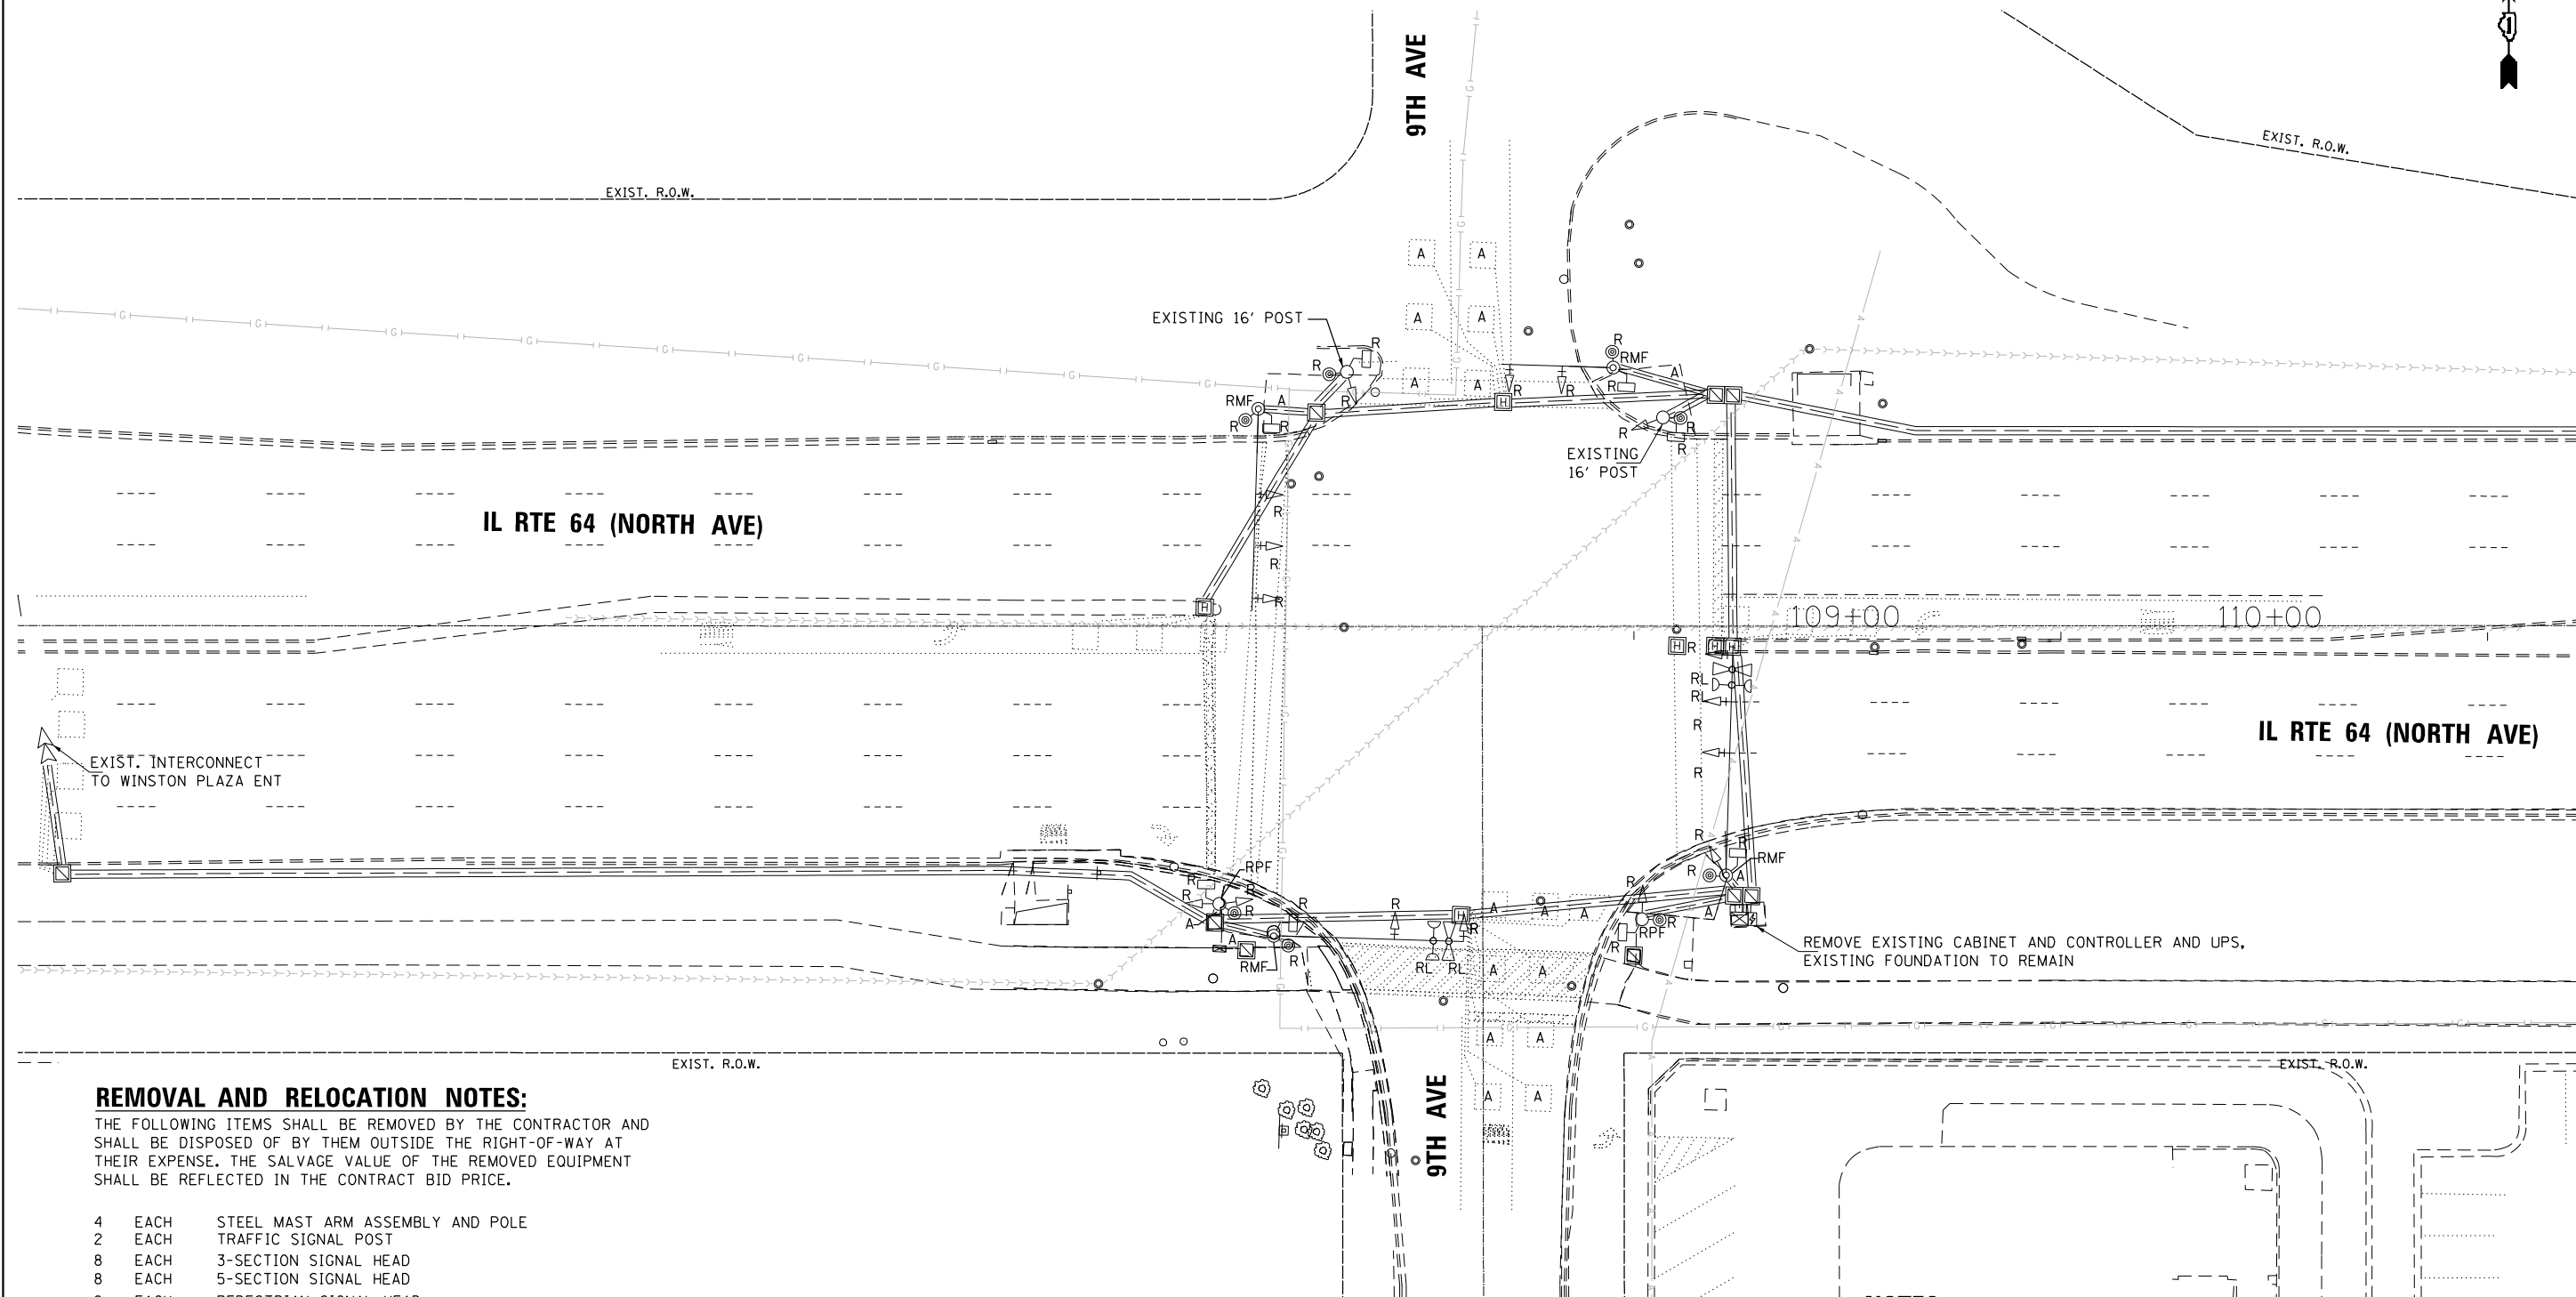 9TH AVE
EXIST. R.O.W.
EXIST. R.O.W.
A A
A A
EXISTING 16' POST
R
R
RMF
R
R
A
A A
R R
R
RMF
A
R
R R
R
R
R
EXISTING
16' POST
IL RTE 64 (NORTH AVE)
R
R
R
H
H
H
H
H
109+00
110+00
R
RL
RL
R
R
IL RTE 64 (NORTH AVE)
EXIST. INTERCONNECT
TO WINSTON PLAZA ENT
R
R
R
RMF
A
RPF
R
R
R
R
R
R
R
R
R
A
A
A
A
A
A
R
RPF
R
RMF
R
RL
RL
A
A
REMOVE EXISTING CABINET AND CONTROLLER AND UPS,
EXISTING FOUNDATION TO REMAIN
A A
EXIST. R.O.W.
EXIST. R.O.W.
A A
9TH AVE
REMOVAL AND RELOCATION NOTES:
THE FOLLOWING ITEMS SHALL BE REMOVED BY THE CONTRACTOR AND
SHALL BE DISPOSED OF BY THEM OUTSIDE THE RIGHT-OF-WAY AT
THEIR EXPENSE. THE SALVAGE VALUE OF THE REMOVED EQUIPMENT
SHALL BE REFLECTED IN THE CONTRACT BID PRICE.
4 EACH STEEL MAST ARM ASSEMBLY AND POLE
2 EACH TRAFFIC SIGNAL POST
8 EACH 3-SECTION SIGNAL HEAD
8 EACH 5-SECTION SIGNAL HEAD